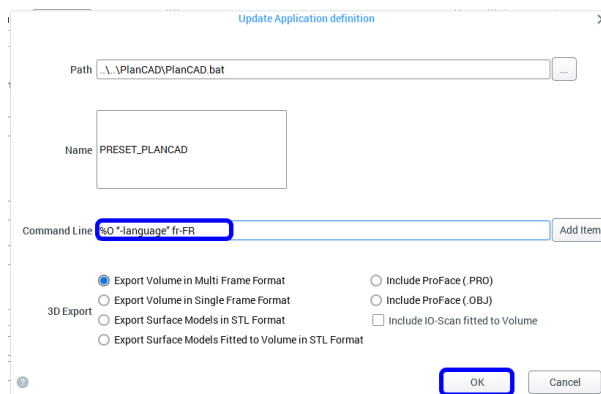 Update Application definition
Path ..\..\PlanCAD\PlanCAD.bat ...
Name PRESET_PLANCAD
Command Line %O “-language” fr-FR Add Item
3D Export
Export Volume in Multi Frame Format Include ProFace (.PRO)
Export Volume in Single Frame Format Include ProFace (.OBJ)
Export Surface Models in STL Format Include IO-Scan fitted to Volume
Export Surface Models Fitted to Volume in STL Format
? OK Cancel